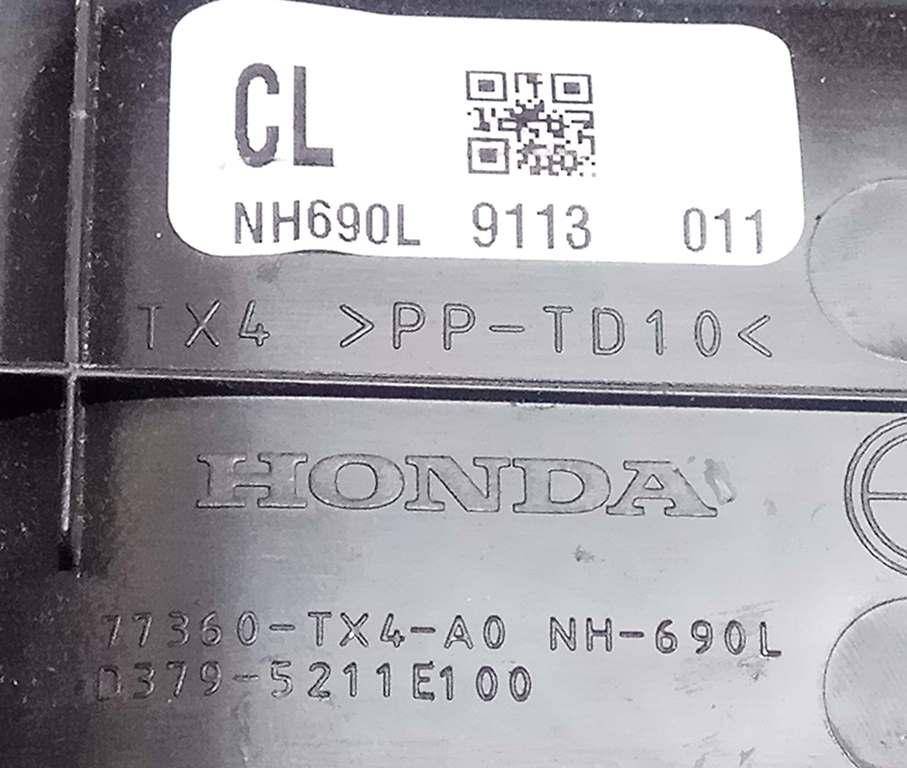 CL
NH690L 9113 011
TX4 >PP-TD10<
HONDA
77360-TX4-A0 NH-690L
D379-5211E100